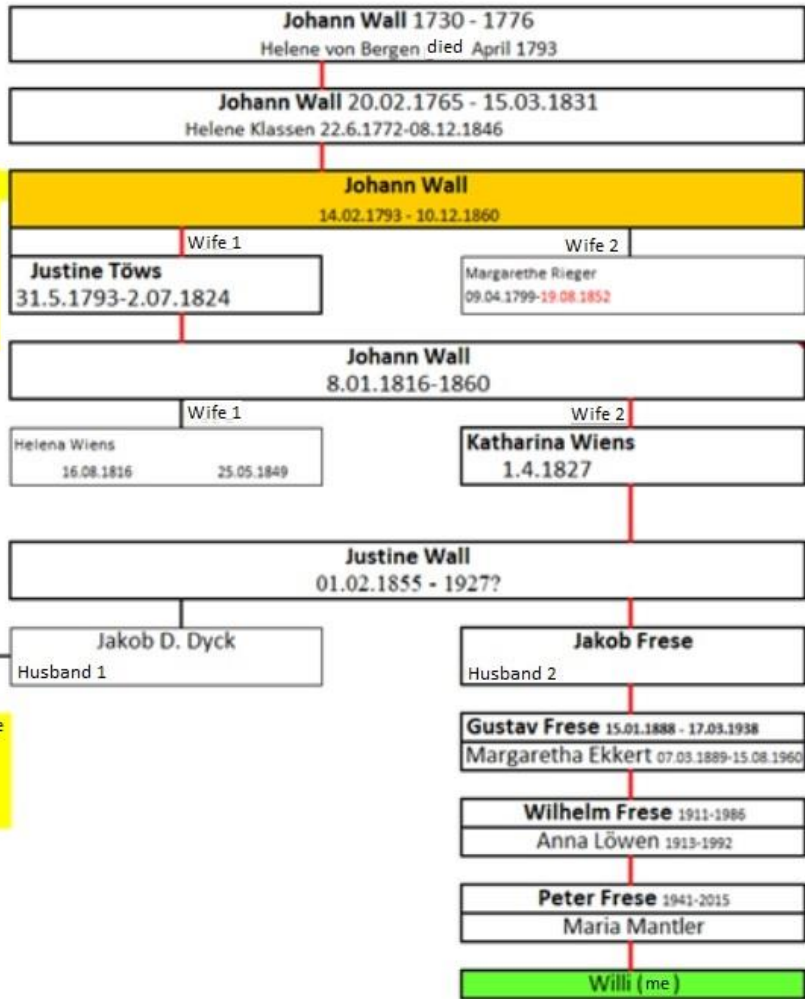 Johann Wall 1730 - 1776
Helene von Bergen died April 1793
Johann Wall 20.02.1765 - 15.03.1831
Helene Klassen 22.6.1772-08.12.1846
Johann Wall
14.02.1793 - 10.12.1860
Wife 1
Wife 2
Justine Töws
31.5.1793-2.07.1824
Margarethe Rieger
09.04.1799-19.08.1852
Johann Wall
8.01.1816-1860
Wife 1
Wife 2
Helena Wiens
16.08.1816 25.05.1849
Katharina Wiens
1.4.1827
Justine Wall
01.02.1855 - 1927?
Jakob D. Dyck
Husband 1
Jakob Frese
Husband 2
Gustav Frese 15.01.1888 - 17.03.1938
Margaretha Ekkert 07.03.1889-15.08.1960
Wilhelm Frese 1911-1986
Anna Löwen 1913-1992
Peter Frese 1941-2015
Maria Mantler
Willi (me)